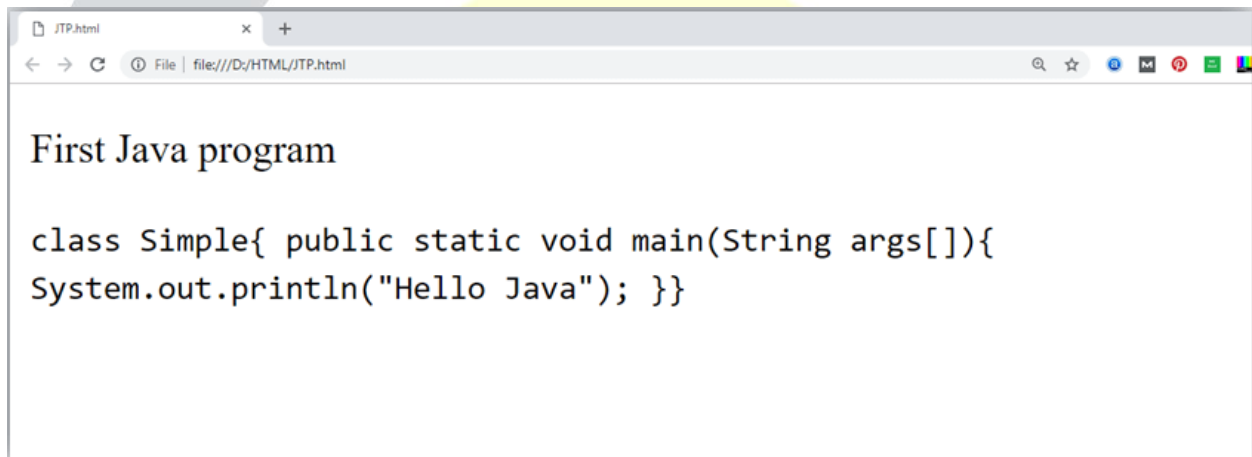 JTP.html
File | file:///D:/HTML/JTP.html
First Java program
class Simple{ public static void main(String args[]){
System.out.println("Hello Java"); }}